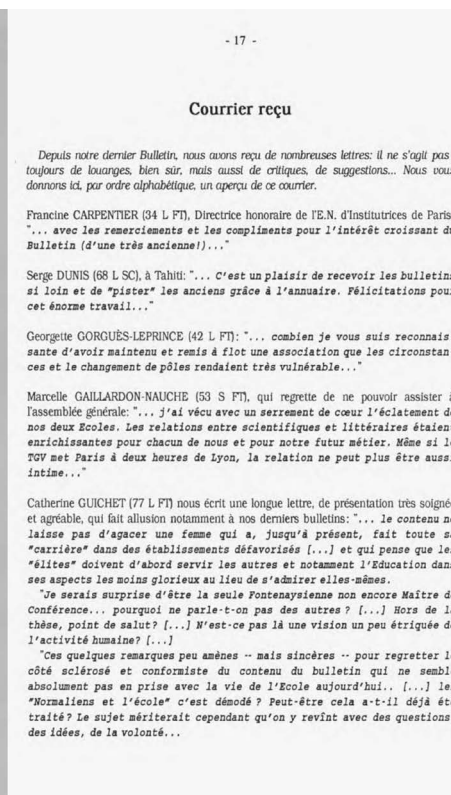 - 17 -
Courrier reçu
Depuis notre dernier Bulletin, nous avons reçu de nombreuses lettres: il ne s'agit pas
toujours de louanges, bien sûr, mais aussi de critiques, de suggestions... Nous vous
donnons ici, par ordre alphabétique, un aperçu de ce courrier.
Francine CARPENTIER (34 L FT), Directrice honoraire de l'E.N. d'Institutrices de Paris
"... avec les remerciements et les compliments pour l'intérêt croissant du
Bulletin (d'une très ancienne!)..."
Serge DUNIS (68 L SC), à Tahiti: "... C'est un plaisir de recevoir les bulletins
si loin et de "pister" les anciens grâce à l'annuaire. Félicitations pour
cet énorme travail..."
Georgette GORGUÈS-LEPRINCE (42 L FT): "... combien je vous suis reconnais-
sante d'avoir maintenu et remis à flot une association que les circonstan-
ces et le changement de pôles rendaient très vulnérable..."
Marcelle GAILLARDON-NAUCHE (53 S FT), qui regrette de ne pouvoir assister à
l'assemblée générale: "... j'ai vécu avec un serrement de cœur l'éclatement de
nos deux Ecoles. Les relations entre scientifiques et littéraires étaient
enrichissantes pour chacun de nous et pour notre futur métier. Même si le
TGV met Paris à deux heures de Lyon, la relation ne peut plus être aussi
intime..."
Catherine GUICHET (77 L FT) nous écrit une longue lettre, de présentation très soignée
et agréable, qui fait allusion notamment à nos derniers bulletins: "... le contenu ne
laisse pas d'agacer une femme qui a, jusqu'à présent, fait toute sa
"carrière" dans des établissements défavorisés [...] et qui pense que les
"élites" doivent d'abord servir les autres et notamment l'Education dans
ses aspects les moins glorieux au lieu de s'admirer elles-mêmes.
"Je serais surprise d'être la seule Fontenaysienne non encore Maître de
Conférence... pourquoi ne parle-t-on pas des autres ? [...] Hors de la
thèse, point de salut? [...] N'est-ce pas là une vision un peu étriquée de
l'activité humaine? [...]
"Ces quelques remarques peu amènes -- mais sincères -- pour regretter le
côté sclérosé et conformiste du contenu du bulletin qui ne semble
absolument pas en prise avec la vie de l'Ecole aujourd'hui.. [...] les
"Normaliens et l'école" c'est démodé ? Peut-être cela a-t-il déjà été
traité ? Le sujet mériterait cependant qu'on y revînt avec des questions,
des idées, de la volonté...